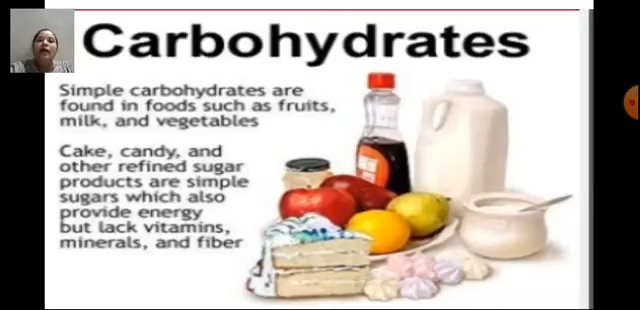 Carbohydrates
Simple carbohydrates are
found in foods such as fruits,
milk, and vegetables
Cake, candy, and
other refined sugar
products are simple
sugars which also
provide energy
but lack vitamins,
minerals, and fiber